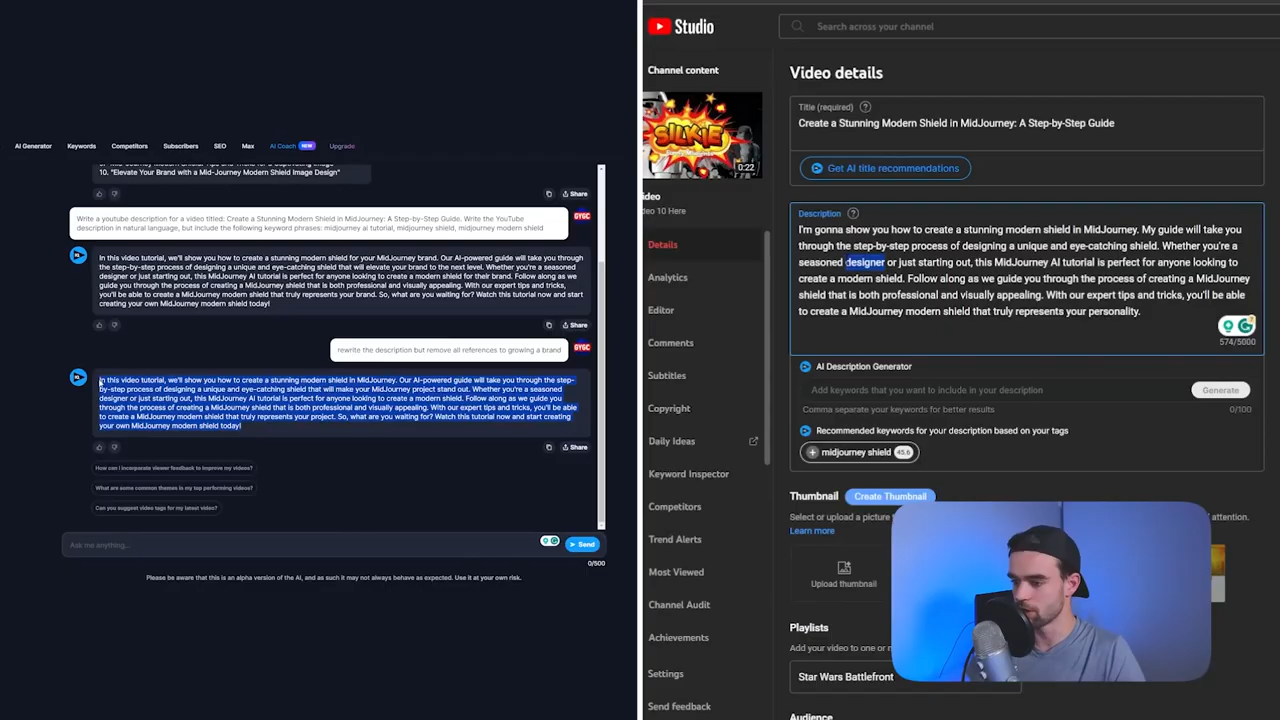 AI Generator Keywords Competitors Subscribers SEO Max AI Coach NEW Upgrade
10. "Elevate Your Brand with a Mid-Journey Modern Shield Image Design"
Share
Write a youtube description for a video titled: Create a Stunning Modern Shield in MidJourney: A Step-by-Step Guide. Write the YouTube
description in natural language, but include the following keyword phrases: midjourney ai tutorial, midjourney shield, midjourney modern shield
GYGC
In this video tutorial, we'll show you how to create a stunning modern shield for your MidJourney brand. Our AI-powered guide will take you through
the step-by-step process of designing a unique and eye-catching shield that will elevate your brand to the next level. Whether you're a seasoned
designer or just starting out, this MidJourney AI tutorial is perfect for anyone looking to create a modern shield for their brand. Follow along as we
guide you through the process of creating a MidJourney shield that is both professional and visually appealing. With our expert tips and tricks,
you'll be able to create a MidJourney modern shield that truly represents your brand. So, what are you waiting for? Watch this tutorial now and start
creating your own MidJourney modern shield today!
Share
rewrite the description but remove all references to growing a brand
GYGC
In this video tutorial, we'll show you how to create a stunning modern shield in MidJourney. Our AI-powered guide will take you through the step-
by-step process of designing a unique and eye-catching shield that will make your MidJourney project stand out. Whether you're a seasoned
designer or just starting out, this MidJourney AI tutorial is perfect for anyone looking to create a modern shield. Follow along as we guide you
through the process of creating a MidJourney shield that is both professional and visually appealing. With our expert tips and tricks, you'll be able
to create a MidJourney modern shield that truly represents your project. So, what are you waiting for? Watch this tutorial now and start creating
your own MidJourney modern shield today!
Share
How can I incorporate viewer feedback to improve my videos?
What are some common themes in my top performing videos?
Can you suggest video tags for my latest video?
Ask me anything...
Send
0/500
Please be aware that this is an alpha version of the AI, and as such it may not always behave as expected. Use it at your own risk.
Studio
Search across your channel
Channel content
SILKIE
0:22
ideo
eo 10 Here
Details
Analytics
Editor
Comments
Subtitles
Copyright
Daily Ideas
Keyword Inspector
Competitors
Trend Alerts
Most Viewed
Channel Audit
Achievements
Settings
Send feedback
Video details
Title (required)
Create a Stunning Modern Shield in MidJourney: A Step-by-Step Guide
Get AI title recommendations
Description
I'm gonna show you how to create a stunning modern shield in MidJourney. My guide will take you
through the step-by-step process of designing a unique and eye-catching shield. Whether you're a
seasoned designer or just starting out, this MidJourney AI tutorial is perfect for anyone looking to
create a modern shield. Follow along as we guide you through the process of creating a MidJourney
shield that is both professional and visually appealing. With our expert tips and tricks, you'll be able
to create a MidJourney modern shield that truly represents your personality.
574/5000
AI Description Generator
Add keywords that you want to include in your description
Generate
Comma separate your keywords for better results
0/100
Recommended keywords for your description based on your tags
midjourney shield 45.6
Thumbnail Create Thumbnail
Select or upload a picture t
attention.
Learn more
Upload thumbnail
Playlists
Add your video to one or
Star Wars Battlefront
Audience